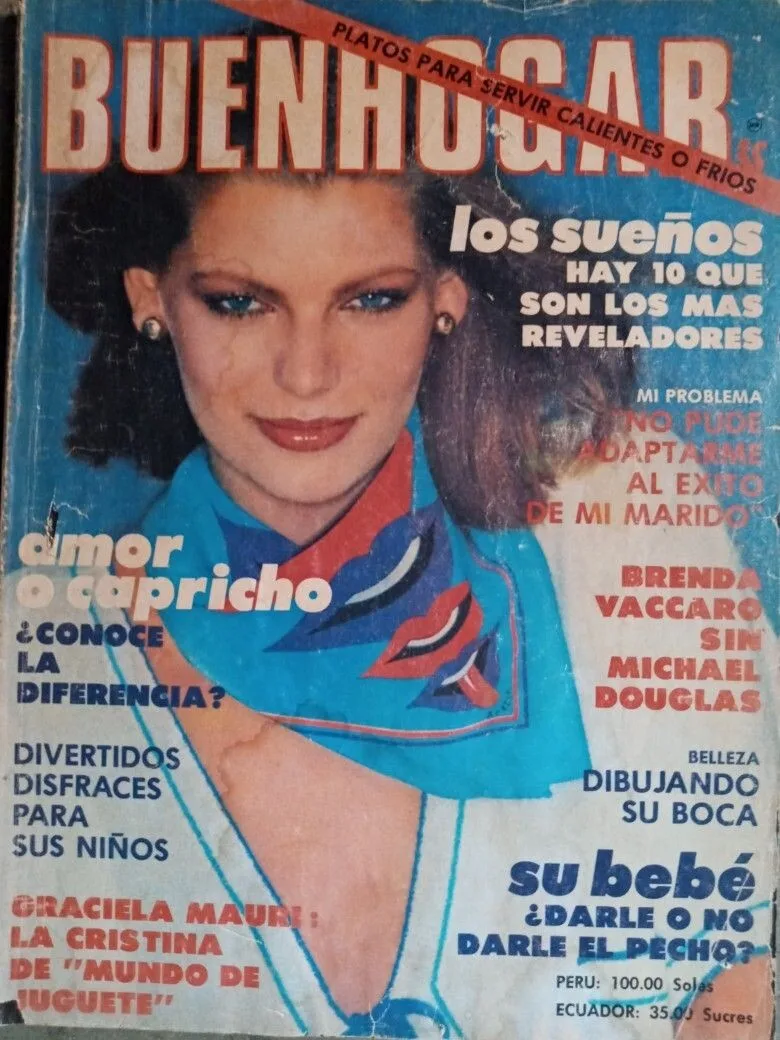 BUENHOGAR
PLATOS PARA SERVIR CALIENTES O FRIOS
los sueños
HAY 10 QUE
SON LOS MAS
REVELADORES
MI PROBLEMA
"NO PUDE
ADAPTARME
AL EXITO
DE MI MARIDO"
amor
o capricho
¿CONOCE
LA
DIFERENCIA?
BRENDA
VACCARO
SIN
MICHAEL
DOUGLAS
DIVERTIDOS
DISFRACES
PARA
SUS NIÑOS
BELLEZA
DIBUJANDO
SU BOCA
su bebé
¿DARLE O NO
DARLE EL PECHO?
GRACIELA MAURI:
LA CRISTINA
DE "MUNDO DE
JUGUETE"
PERU: 100.00 Soles
ECUADOR: 35.00 Sucres